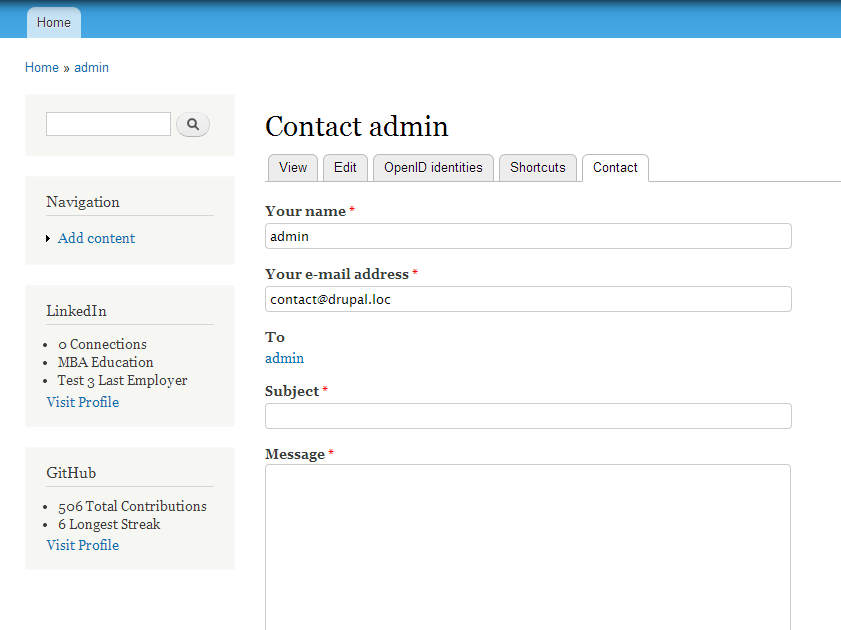 Home
Home » admin
Navigation
Add content
LinkedIn
0 Connections
MBA Education
Test 3 Last Employer
Visit Profile
GitHub
506 Total Contributions
6 Longest Streak
Visit Profile
Contact admin
View Edit OpenID identities Shortcuts Contact
Your name *
admin
Your e-mail address *
contact@drupal.loc
To
admin
Subject *
Message *